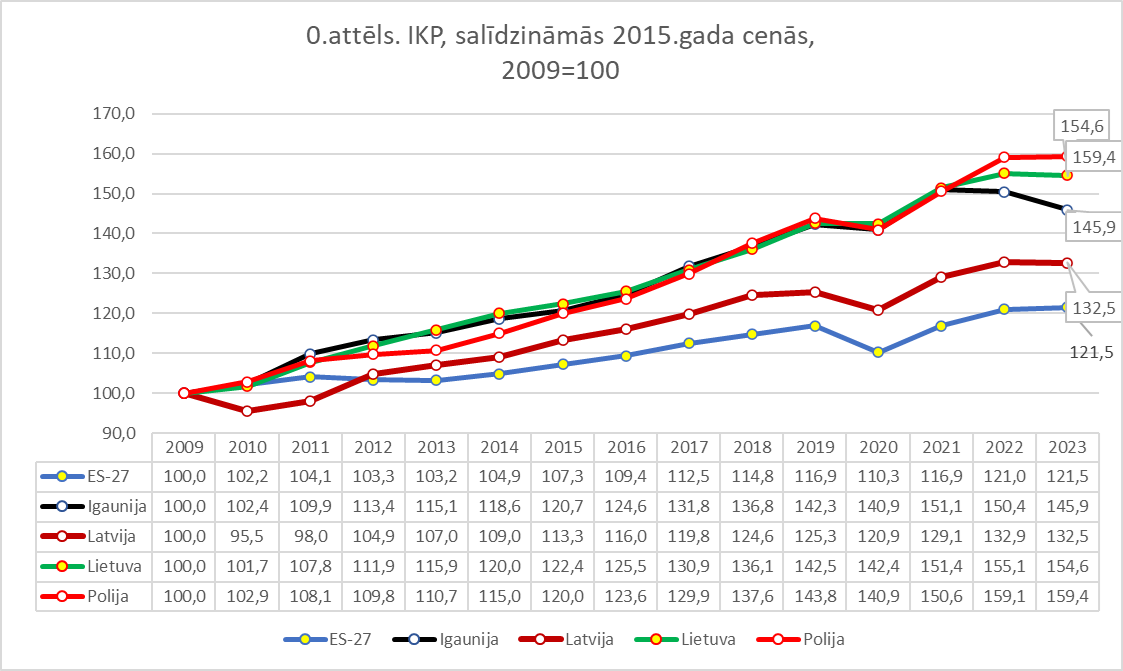 0.attēls. IKP, salīdzināmās 2015.gada cenās,
2009=100
170,0
160,0
150,0
140,0
130,0
120,0
110,0
100,0
90,0
154,6
159,4
145,9
132,5
121,5
2009 2010 2011 2012 2013 2014 2015 2016 2017 2018 2019 2020 2021 2022 2023
ES-27 100,0 102,2 104,1 103,3 103,2 104,9 107,3 109,4 112,5 114,8 116,9 110,3 116,9 121,0 121,5
Igaunija 100,0 102,4 109,9 113,4 115,1 118,6 120,7 124,6 131,8 136,8 142,3 140,9 151,1 150,4 145,9
Latvija 100,0 95,5 98,0 104,9 107,0 109,0 113,3 116,0 119,8 124,6 125,3 120,9 129,1 132,9 132,5
Lietuva 100,0 101,7 107,8 111,9 115,9 120,0 122,4 125,5 130,9 136,1 142,5 142,4 151,4 155,1 154,6
Polija 100,0 102,9 108,1 109,8 110,7 115,0 120,0 123,6 129,9 137,6 143,8 140,9 150,6 159,1 159,4
ES-27 Igaunija Latvija Lietuva Polija